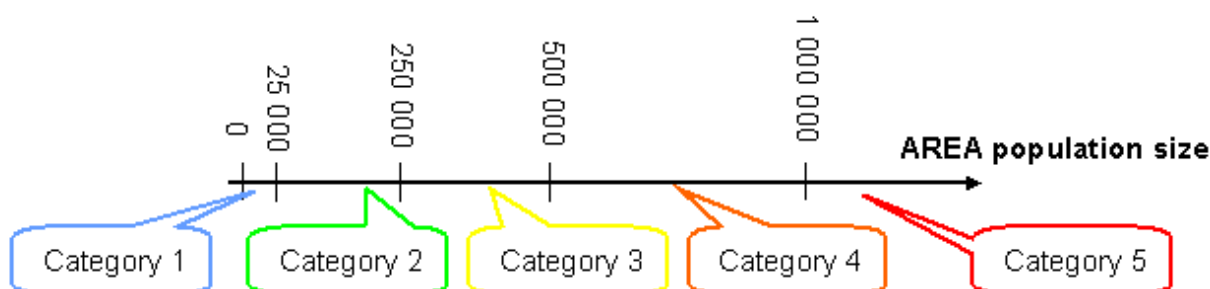 0
25 000
250 000
500 000
1 000 000
AREA population size
Category 1
Category 2
Category 3
Category 4
Category 5